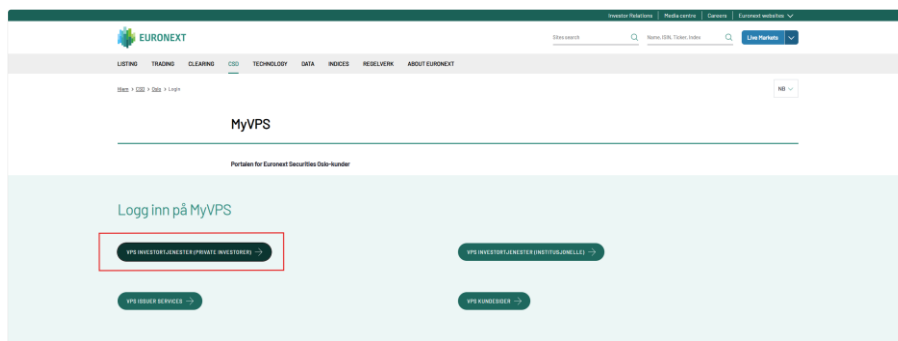 Investor Relations | Media centre | Careers | Euronext websites
EURONEXT
Sites search
Name, ISIN, Ticker, Index
Live Markets
LISTING TRADING CLEARING CSD TECHNOLOGY DATA INDICES REGELVERK ABOUT EURONEXT
Hjem > CSD > Oslo > Login
NB
MyVPS
Portalen for Euronext Securities Oslo-kunder
Logg inn på MyVPS
VPS INVESTORTJENESTER (PRIVATE INVESTORER) →
VPS INVESTORTJENESTER (INSTITUSJONELLE) →
VPS ISSUER SERVICES →
VPS KUNDESIDER →